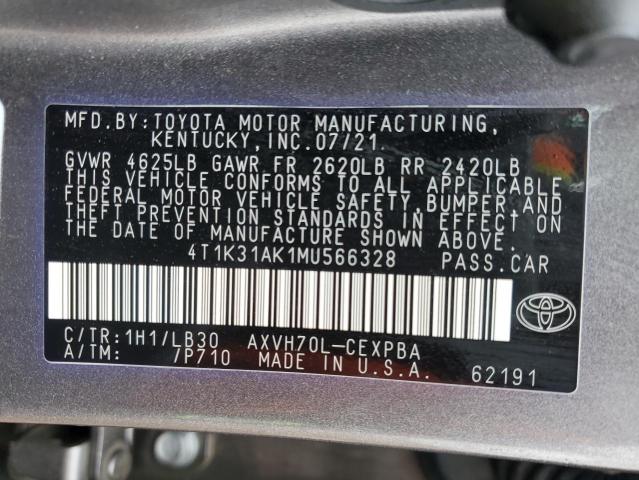 MFD.BY:TOYOTA MOTOR MANUFACTURING,
KENTUCKY,INC.07/21.
GVWR 4625LB GAWR FR 2620LB RR 2420LB
THIS VEHICLE CONFORMS TO ALL APPLICABLE
FEDERAL MOTOR VEHICLE SAFETY,BUMPER,AND
THEFT PREVENTION STANDARDS IN EFFECT ON
THE DATE OF MANUFACTURE SHOWN ABOVE.
4T1K31AK1MU566328 PASS.CAR
C/TR:1H1/LB30 AXVH70L-CEXPBA
A/TM: /P710 MADE IN U.S.A. 62191